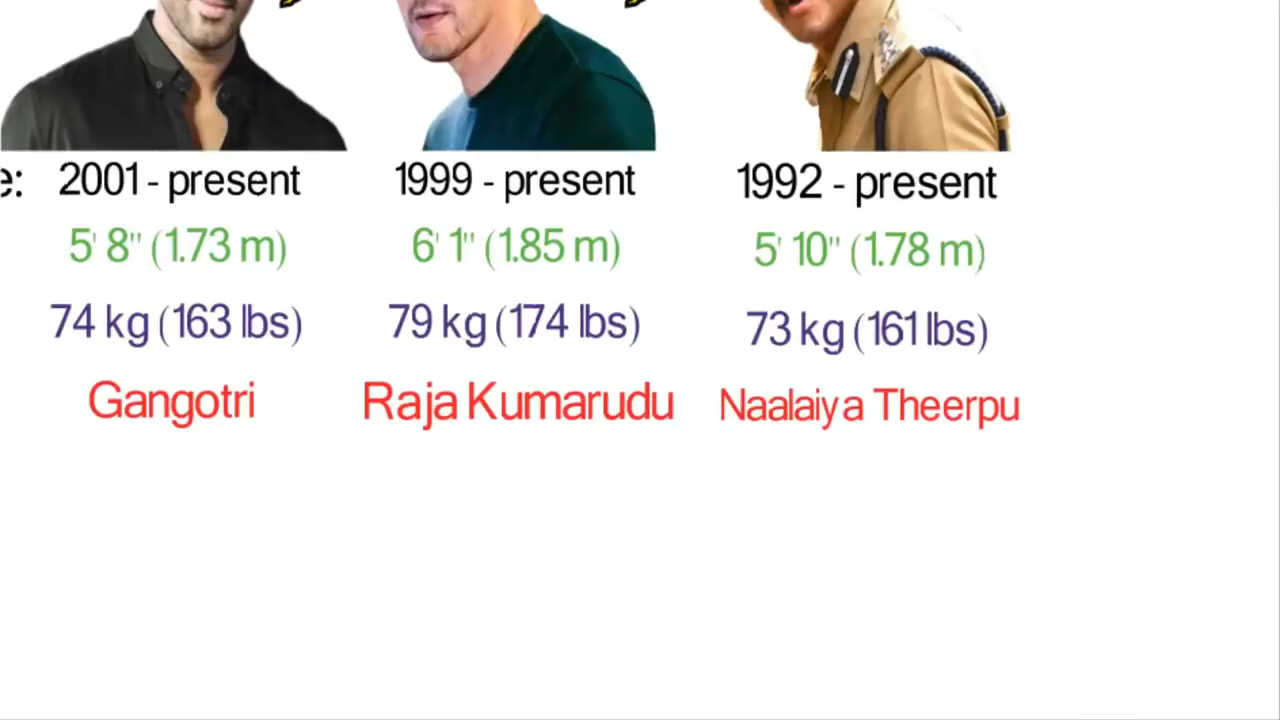 e: 2001 - present 1999 - present 1992 - present
5' 8" (1.73 m) 6' 1" (1.85 m) 5' 10" (1.78 m)
74 kg (163 lbs) 79 kg (174 lbs) 73 kg (161 lbs)
Gangotri Raja Kumarudu Naalaiya Theerpu